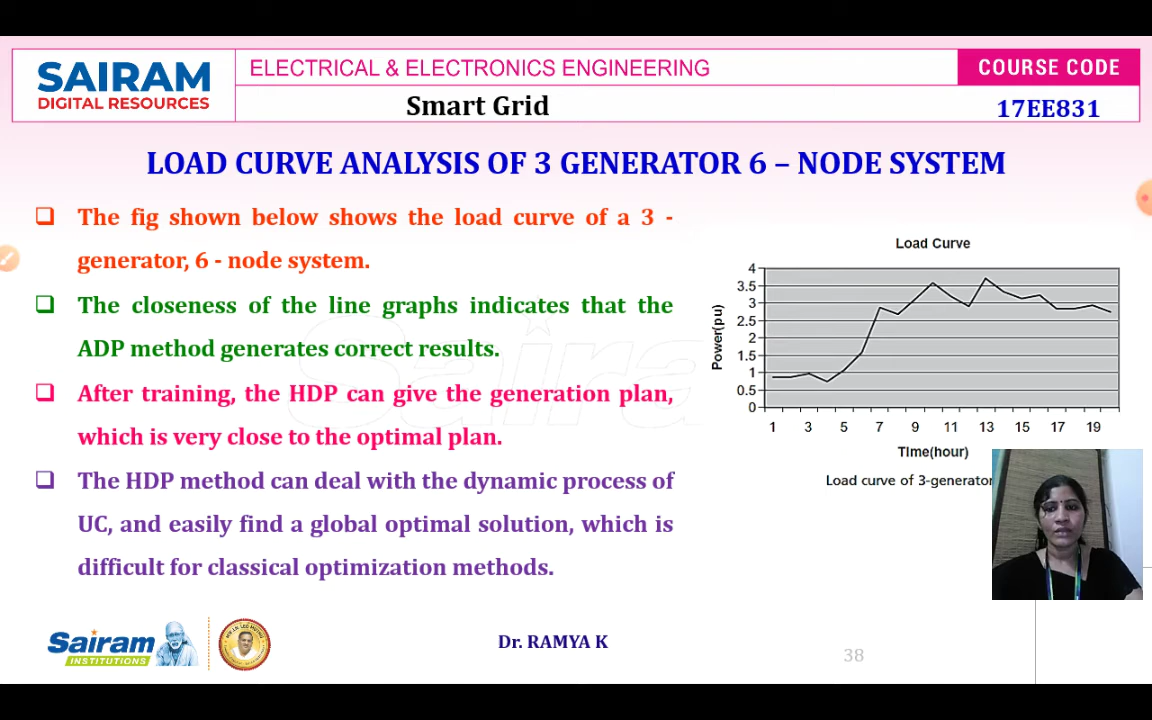 SAIRAM
DIGITAL RESOURCES
ELECTRICAL & ELECTRONICS ENGINEERING
COURSE CODE
Smart Grid
17EE831
LOAD CURVE ANALYSIS OF 3 GENERATOR 6 – NODE SYSTEM
❑ The fig shown below shows the load curve of a 3 -
generator, 6 - node system.
❑ The closeness of the line graphs indicates that the
ADP method generates correct results.
❑ After training, the HDP can give the generation plan,
which is very close to the optimal plan.
❑ The HDP method can deal with the dynamic process of
UC, and easily find a global optimal solution, which is
difficult for classical optimization methods.
Load Curve
Power(pu)
4
3.5
3
2.5
2
1.5
1
0.5
0
1 3 5 7 9 11 13 15 17 19
TIme(hour)
Load curve of 3-generator
Sairam
INSTITUTIONS
Dr. RAMYA K
38